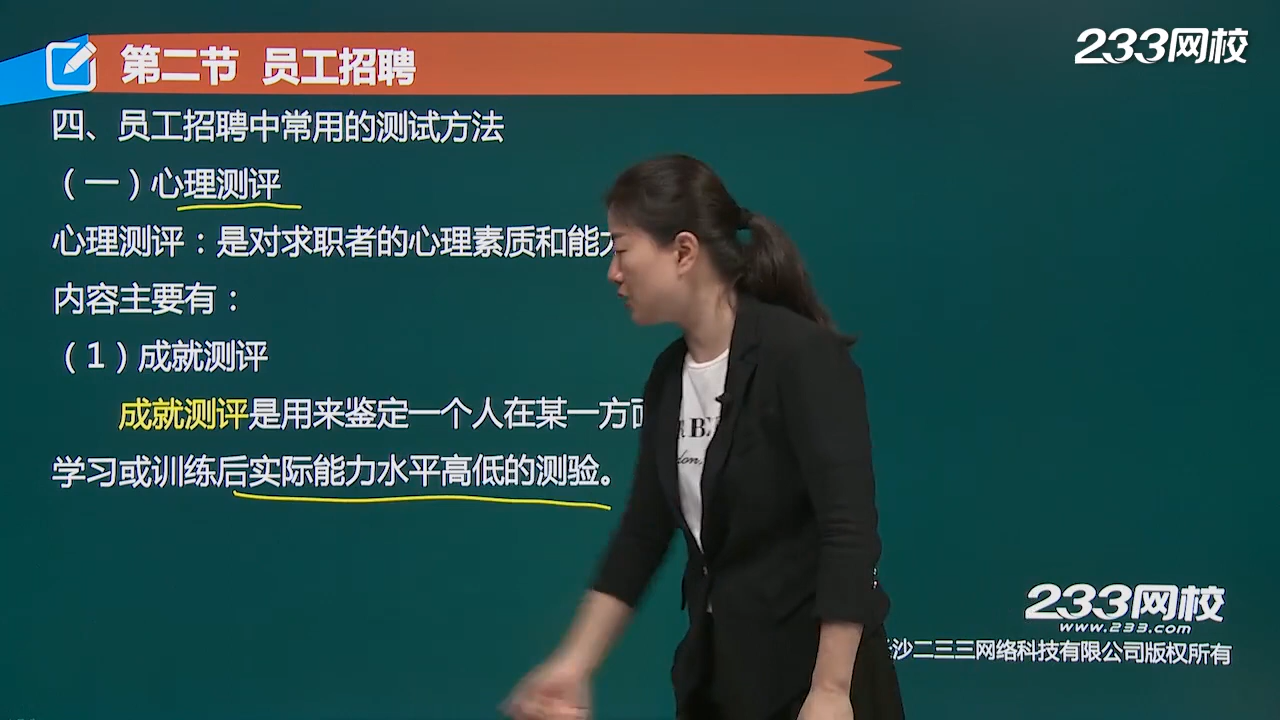 第二节 员工招聘
233网校
四、员工招聘中常用的测试方法
（一）心理测评
心理测评：是对求职者的心理素质和能
内容主要有：
（1）成就测评
成就测评是用来鉴定一个人在某一方
学习或训练后实际能力水平高低的测验。
233网校
www.233.com
沙二三三网络科技有限公司版权所有